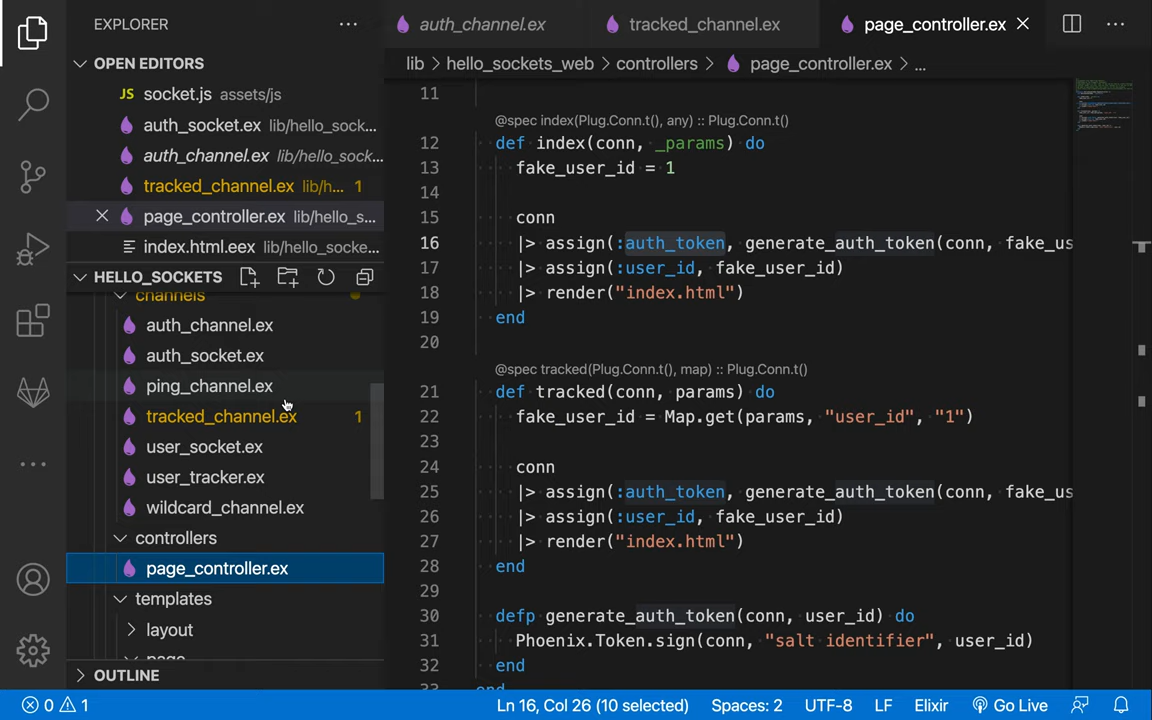 EXPLORER
OPEN EDITORS
JS socket.js assets/js
auth_socket.ex lib/hello_sock...
auth_channel.ex lib/hello_sock...
tracked_channel.ex lib/h... 1
page_controller.ex lib/hello_s...
index.html.eex lib/hello_socke...
HELLO_SOCKETS
channels
auth_channel.ex
auth_socket.ex
ping_channel.ex
tracked_channel.ex 1
user_socket.ex
user_tracker.ex
wildcard_channel.ex
controllers
page_controller.ex
templates
layout
page
OUTLINE
auth_channel.ex tracked_channel.ex page_controller.ex
lib > hello_sockets_web > controllers > page_controller.ex > ...
11
@spec index(Plug.Conn.t(), any) :: Plug.Conn.t()
12 def index(conn, _params) do
13 fake_user_id = 1
14
15 conn
16 |> assign(:auth_token, generate_auth_token(conn, fake_us
17 |> assign(:user_id, fake_user_id)
18 |> render("index.html")
19 end
20
@spec tracked(Plug.Conn.t(), map) :: Plug.Conn.t()
21 def tracked(conn, params) do
22 fake_user_id = Map.get(params, "user_id", "1")
23
24 conn
25 |> assign(:auth_token, generate_auth_token(conn, fake_us
26 |> assign(:user_id, fake_user_id)
27 |> render("index.html")
28 end
29
30 defp generate_auth_token(conn, user_id) do
31 Phoenix.Token.sign(conn, "salt identifier", user_id)
32 end
33 end
0 1 Ln 16, Col 26 (10 selected) Spaces: 2 UTF-8 LF Elixir Go Live